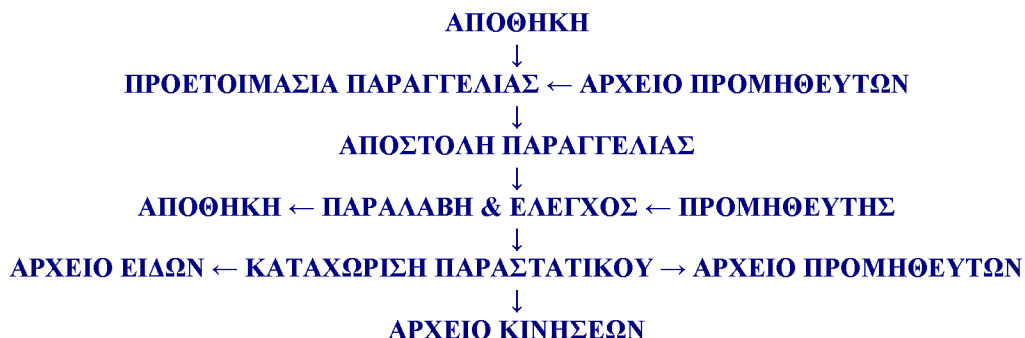 ΑΠΟΘΗΚΗ
↓
ΠΡΟΕΤΟΙΜΑΣΙΑ ΠΑΡΑΓΓΕΛΙΑΣ ← ΑΡΧΕΙΟ ΠΡΟΜΗΘΕΥΤΩΝ
↓
ΑΠΟΣΤΟΛΗ ΠΑΡΑΓΓΕΛΙΑΣ
↓
ΑΠΟΘΗΚΗ ← ΠΑΡΑΛΑΒΗ & ΕΛΕΓΧΟΣ ← ΠΡΟΜΗΘΕΥΤΗΣ
↓
ΑΡΧΕΙΟ ΕΙΔΩΝ ← ΚΑΤΑΧΩΡΙΣΗ ΠΑΡΑΣΤΑΤΙΚΟΥ → ΑΡΧΕΙΟ ΠΡΟΜΗΘΕΥΤΩΝ
↓
ΑΡΧΕΙΟ ΚΙΝΗΣΕΩΝ